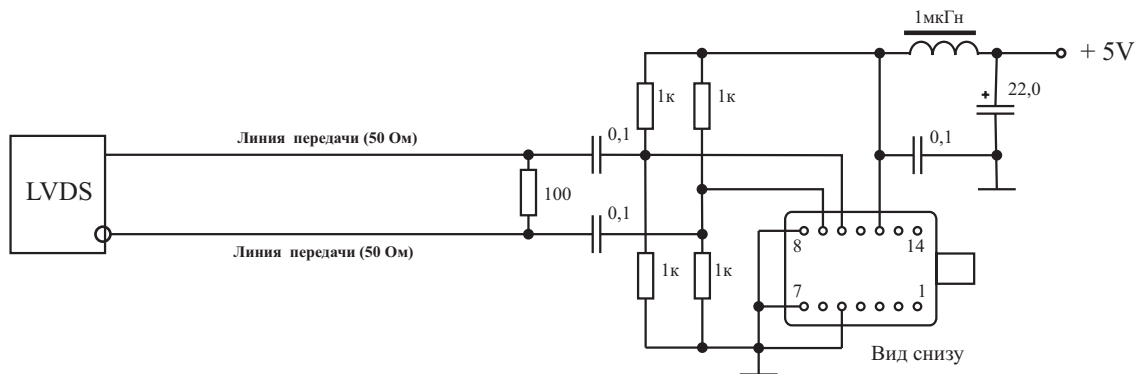 1мкГн
+ 5V
1к
1к
+
22,0
Линия передачи (50 Ом)
0,1
0,1
LVDS
100
0,1
Линия передачи (50 Ом)
8
14
1к
1к
7
1
Вид снизу